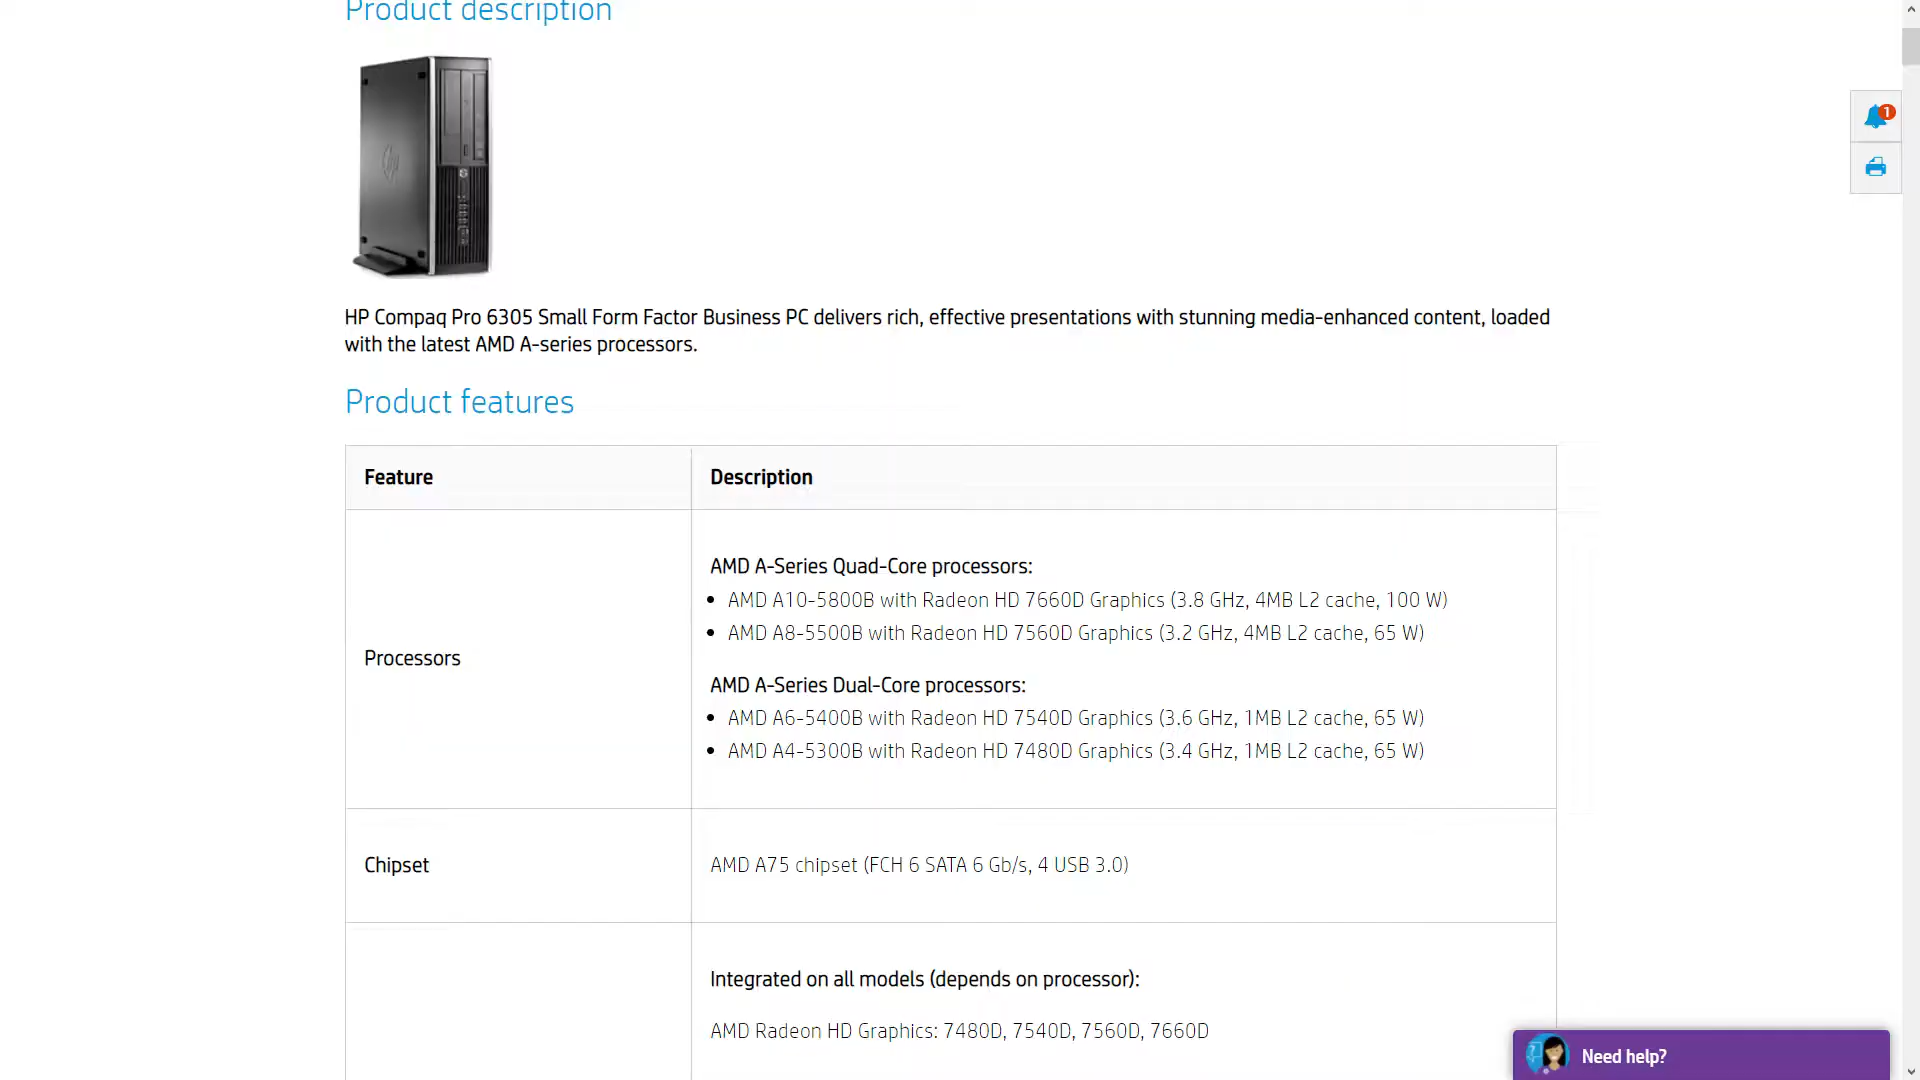 Product description
HP Compaq Pro 6305 Small Form Factor Business PC delivers rich, effective presentations with stunning media-enhanced content, loaded
with the latest AMD A-series processors.
Product features
Feature
Description
Processors
AMD A-Series Quad-Core processors:
AMD A10-5800B with Radeon HD 7660D Graphics (3.8 GHz, 4MB L2 cache, 100 W)
AMD A8-5500B with Radeon HD 7560D Graphics (3.2 GHz, 4MB L2 cache, 65 W)
AMD A-Series Dual-Core processors:
AMD A6-5400B with Radeon HD 7540D Graphics (3.6 GHz, 1MB L2 cache, 65 W)
AMD A4-5300B with Radeon HD 7480D Graphics (3.4 GHz, 1MB L2 cache, 65 W)
Chipset
AMD A75 chipset (FCH 6 SATA 6 Gb/s, 4 USB 3.0)
Integrated on all models (depends on processor):
AMD Radeon HD Graphics: 7480D, 7540D, 7560D, 7660D
1
Need help?